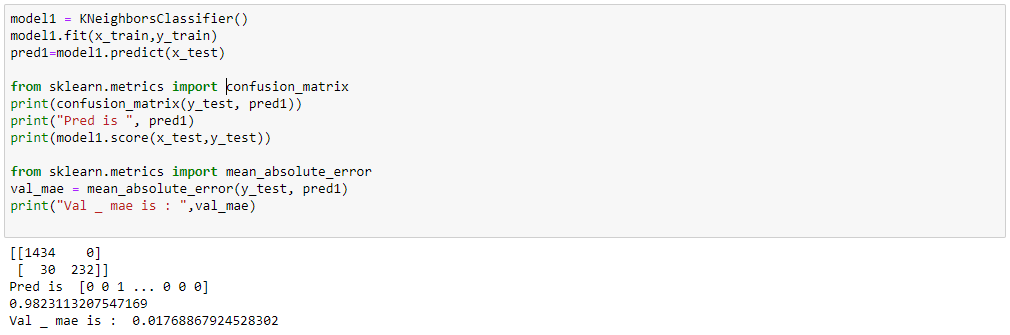 model1 = KNeighborsClassifier()
model1.fit(x_train,y_train)
pred1=model1.predict(x_test)
from sklearn.metrics import confusion_matrix
print(confusion_matrix(y_test, pred1))
print("Pred is ", pred1)
print(model1.score(x_test,y_test))
from sklearn.metrics import mean_absolute_error
val_mae = mean_absolute_error(y_test, pred1)
print("Val _ mae is : ",val_mae)
[[1434    0]
 [  30  232]]
Pred is  [0 0 1 ... 0 0 0]
0.9823113207547169
Val _ mae is :  0.01768867924528302